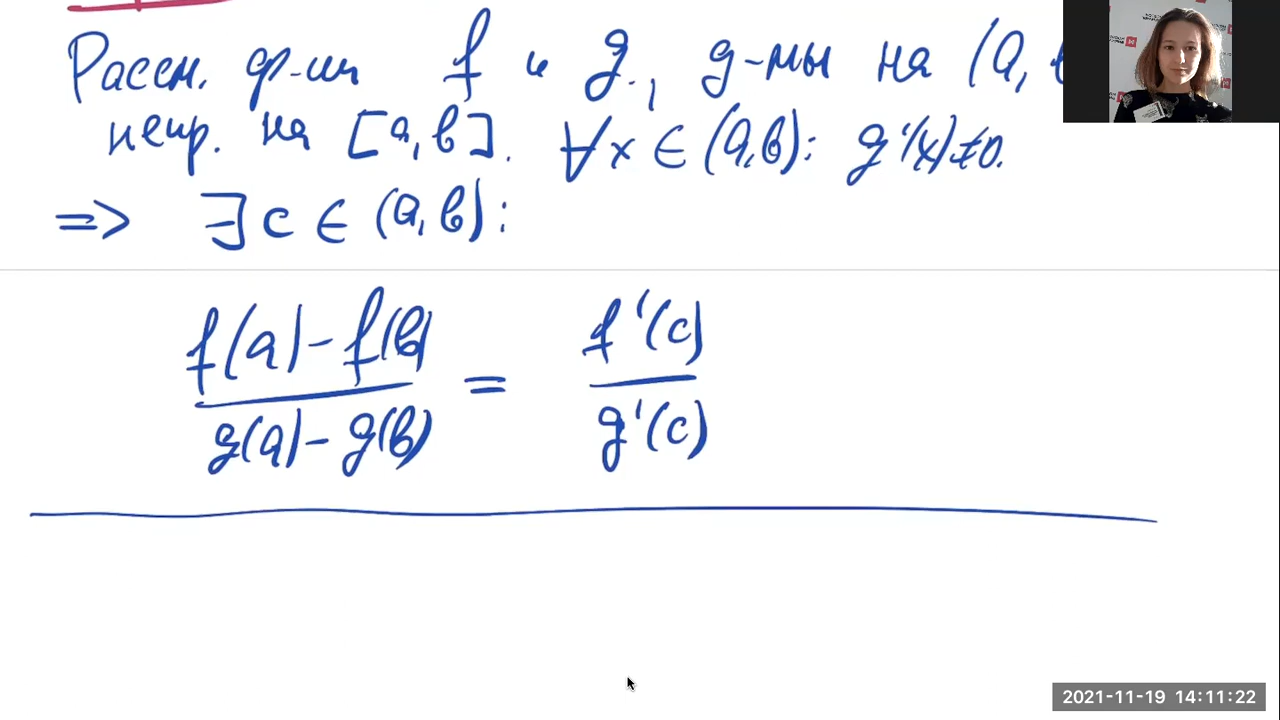 Рассм. ф-ии f и g., д-мы на (a, b
непр. на [a, b]. ∀x ∈ (a, b): g'(x)≠0.
=> ∃ c ∈ (a, b):
f(a) - f(b)
g(a) - g(b)
=
f'(c)
g'(c)
2021-11-19 14:11:22